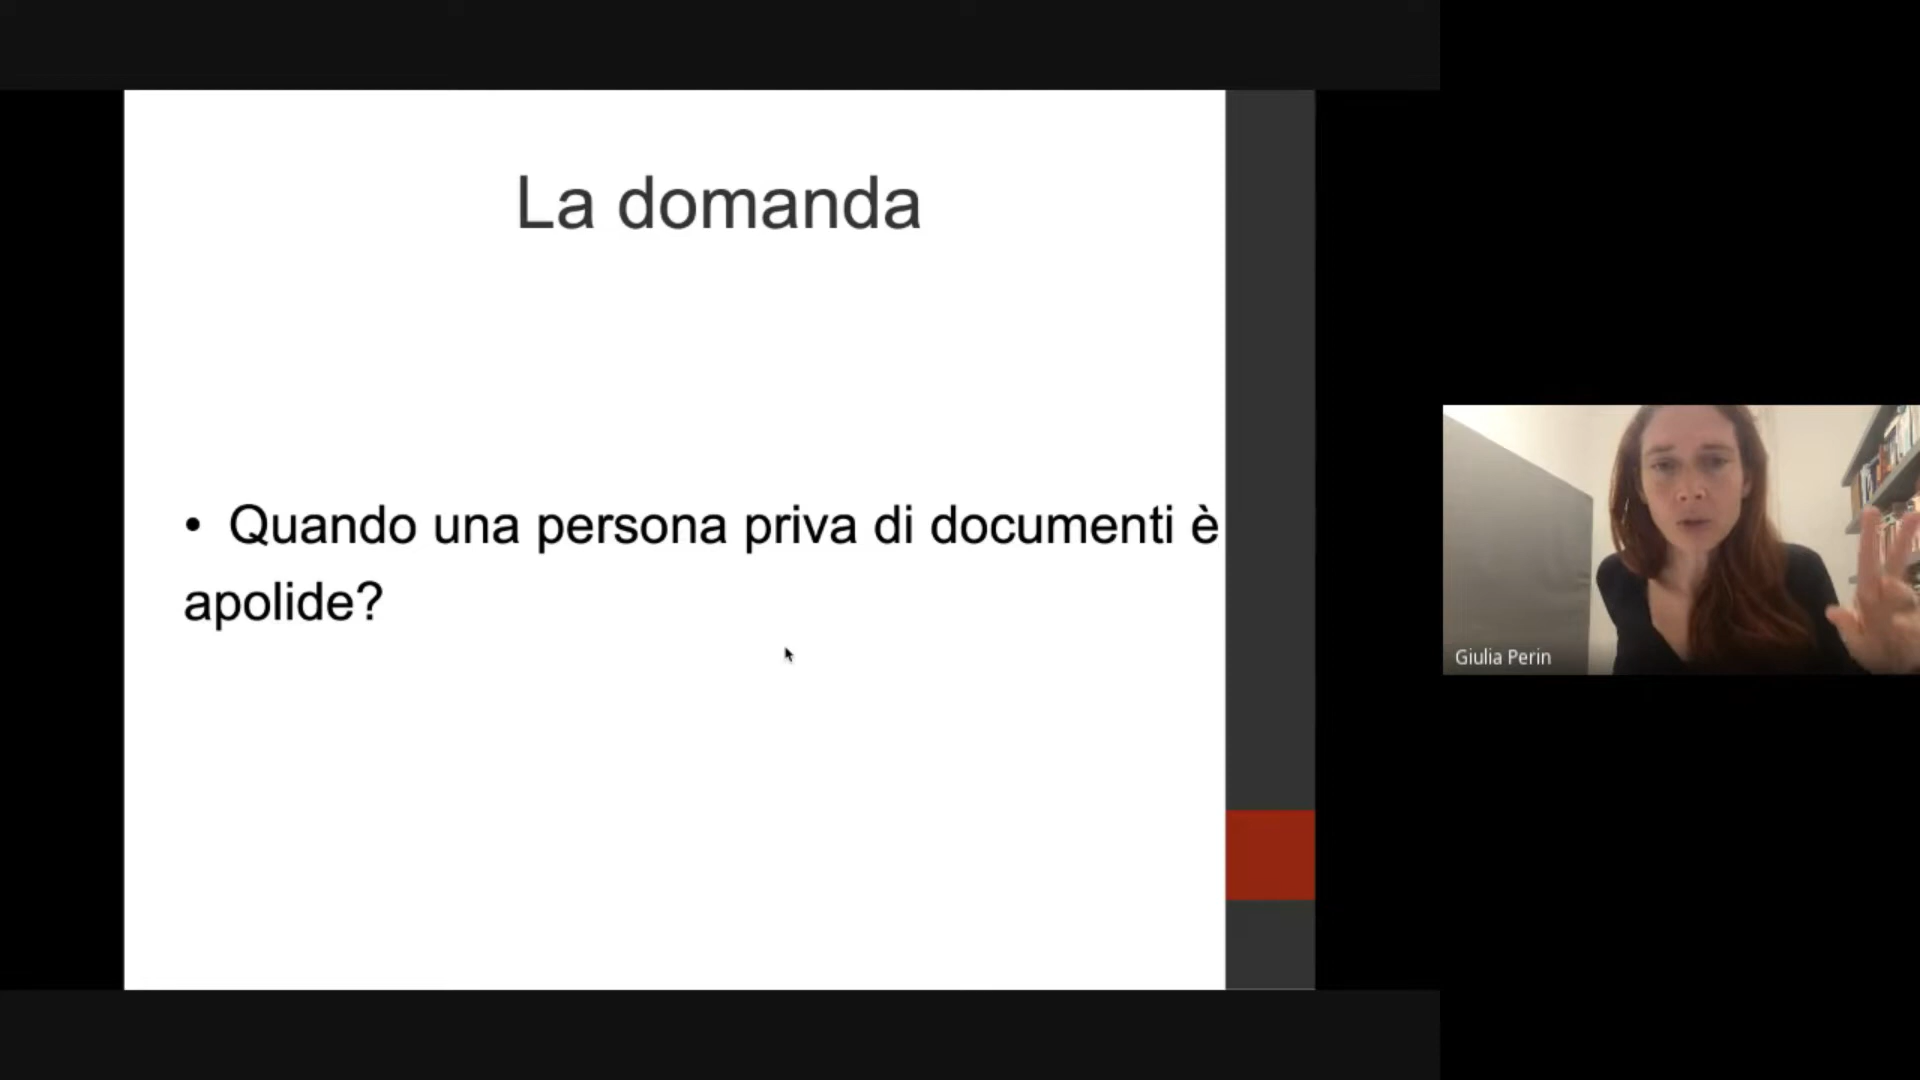 La domanda
• Quando una persona priva di documenti è
apolide?
Giulia Perin